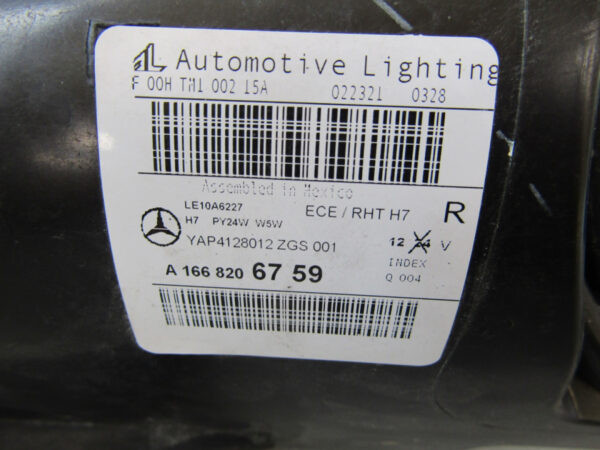 AL Automotive Lighting
F 00H TM1 002 15A 022321 0328
Assembled in Mexico
LE10A6227
H7 PY24W W5W ECE / RHT H7 R
YAP4128012 ZGS 001 12 24 V
INDEX
A 166 820 67 59 Q 004